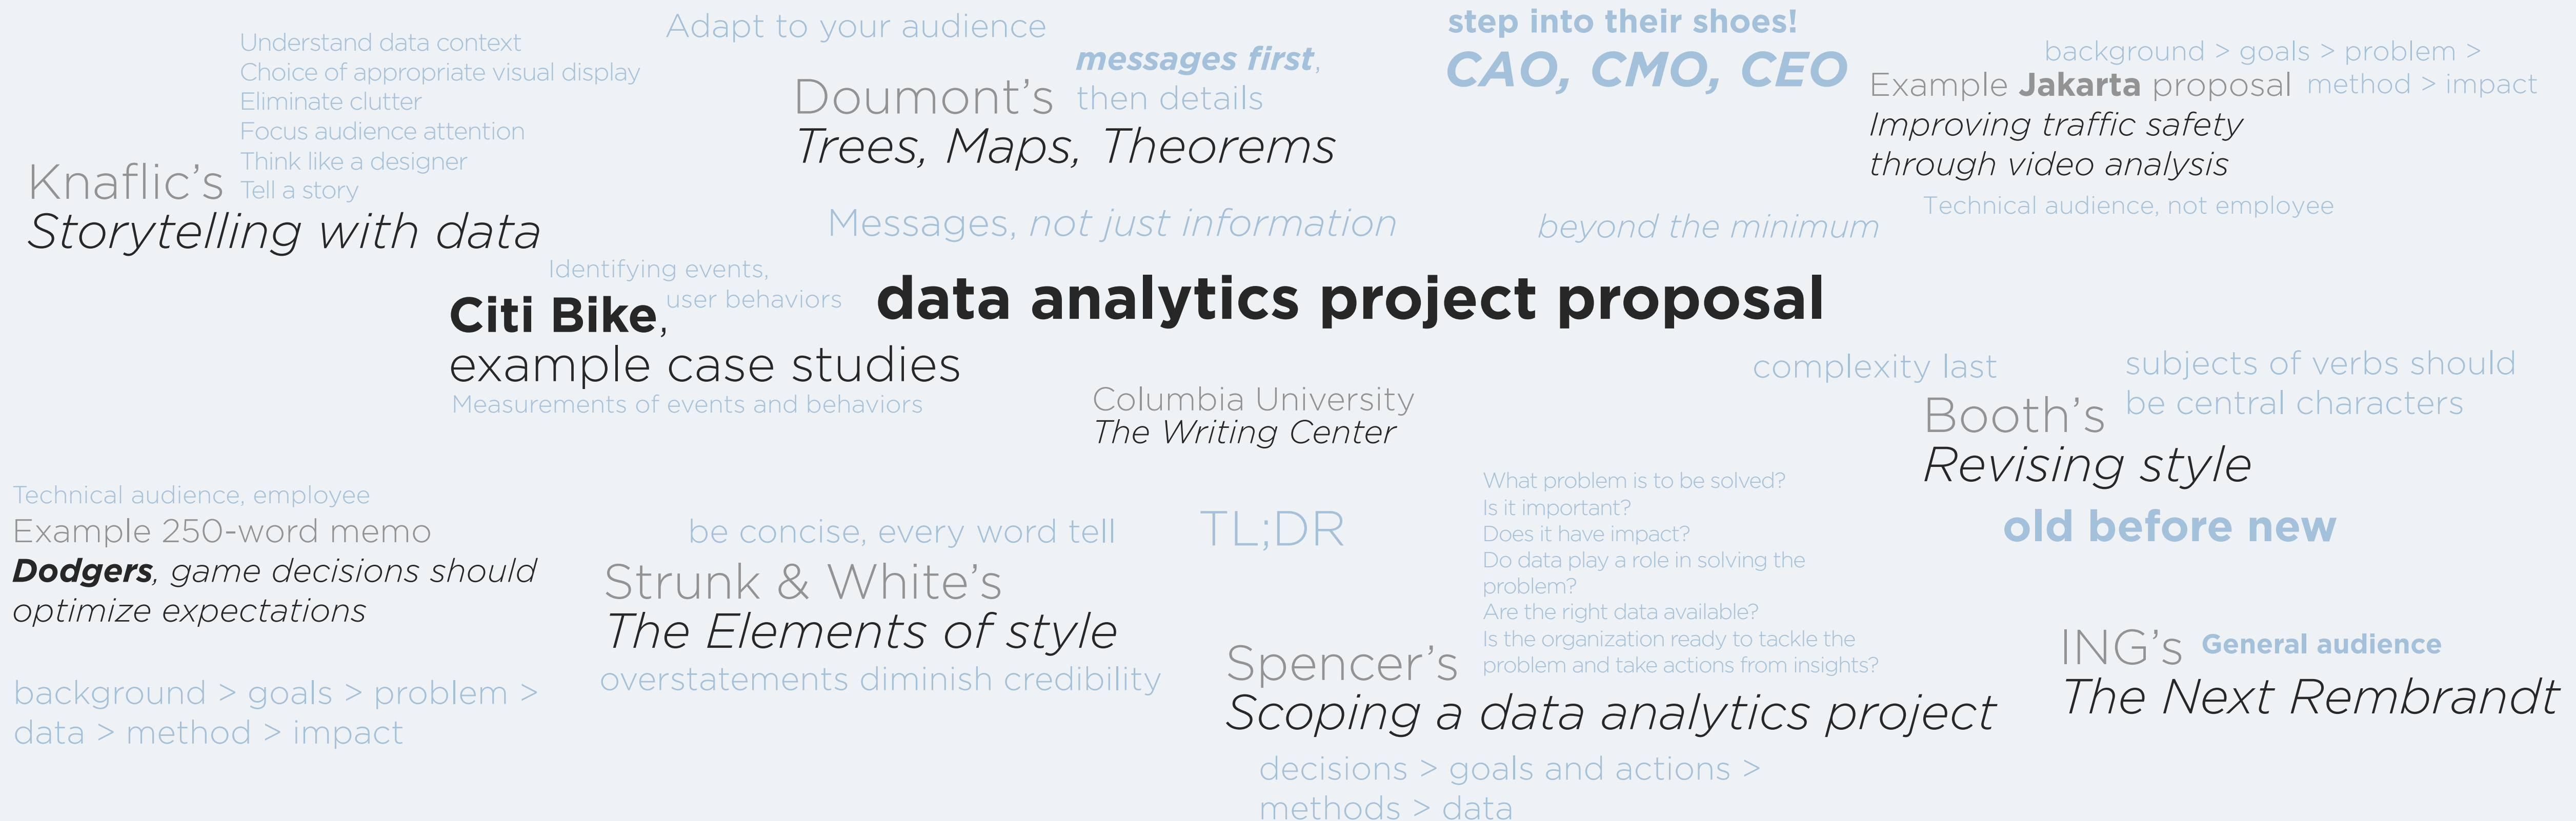 Understand data context
Choice of appropriate visual display
Eliminate clutter
Focus audience attention
Think like a designer
Tell a story
Knaflic's
Storytelling with data
Adapt to your audience
messages first,
then details
Doumont's
Trees, Maps, Theorems
Messages, not just information
step into their shoes!
CAO, CMO, CEO
background > goals > problem >
method > impact
Example Jakarta proposal
Improving traffic safety
through video analysis
Technical audience, not employee
beyond the minimum
Identifying events,
user behaviors
Citi Bike,
example case studies
Measurements of events and behaviors
data analytics project proposal
Columbia University
The Writing Center
complexity last
subjects of verbs should
be central characters
Booth's
Revising style
old before new
Technical audience, employee
Example 250-word memo
Dodgers, game decisions should
optimize expectations
background > goals > problem >
data > method > impact
be concise, every word tell
Strunk & White's
The Elements of style
overstatements diminish credibility
TL;DR
What problem is to be solved?
Is it important?
Does it have impact?
Do data play a role in solving the
problem?
Are the right data available?
Is the organization ready to tackle the
problem and take actions from insights?
Spencer's
Scoping a data analytics project
decisions > goals and actions >
methods > data
ING's
General audience
The Next Rembrandt